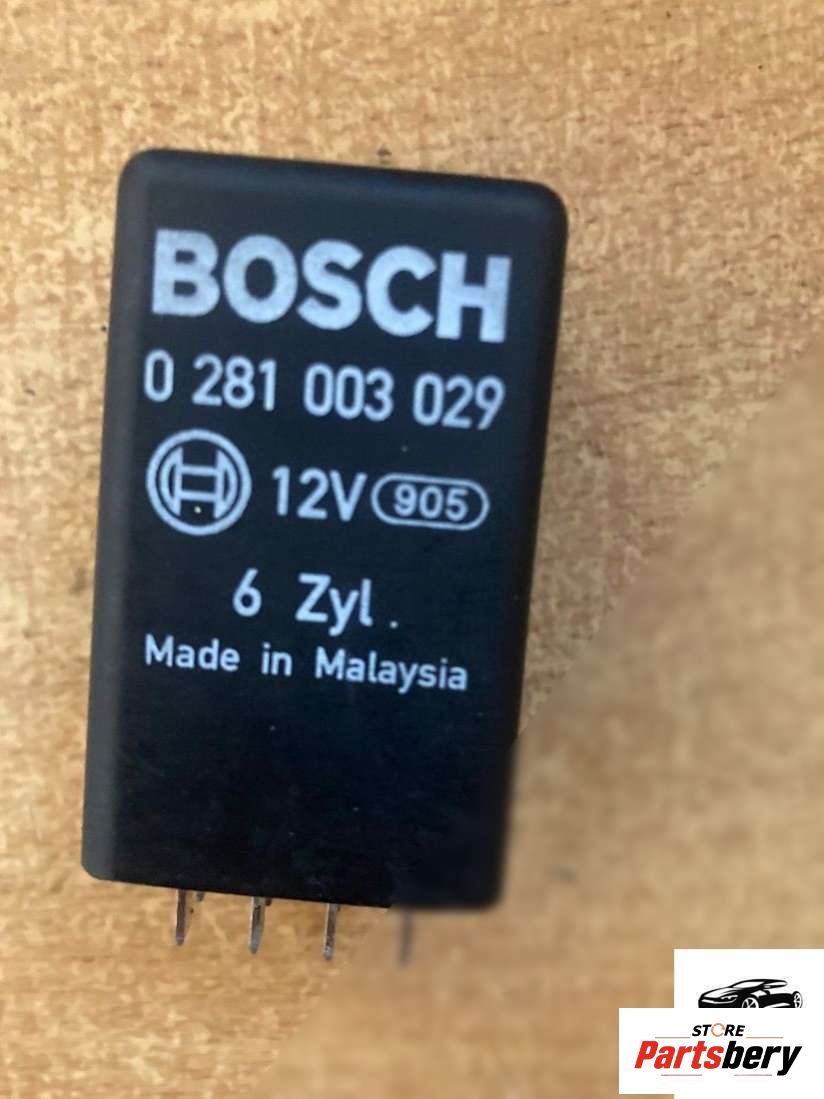 BOSCH
0 281 003 029
12V 905
6 Zyl.
Made in Malaysia
STORE
Partsbery